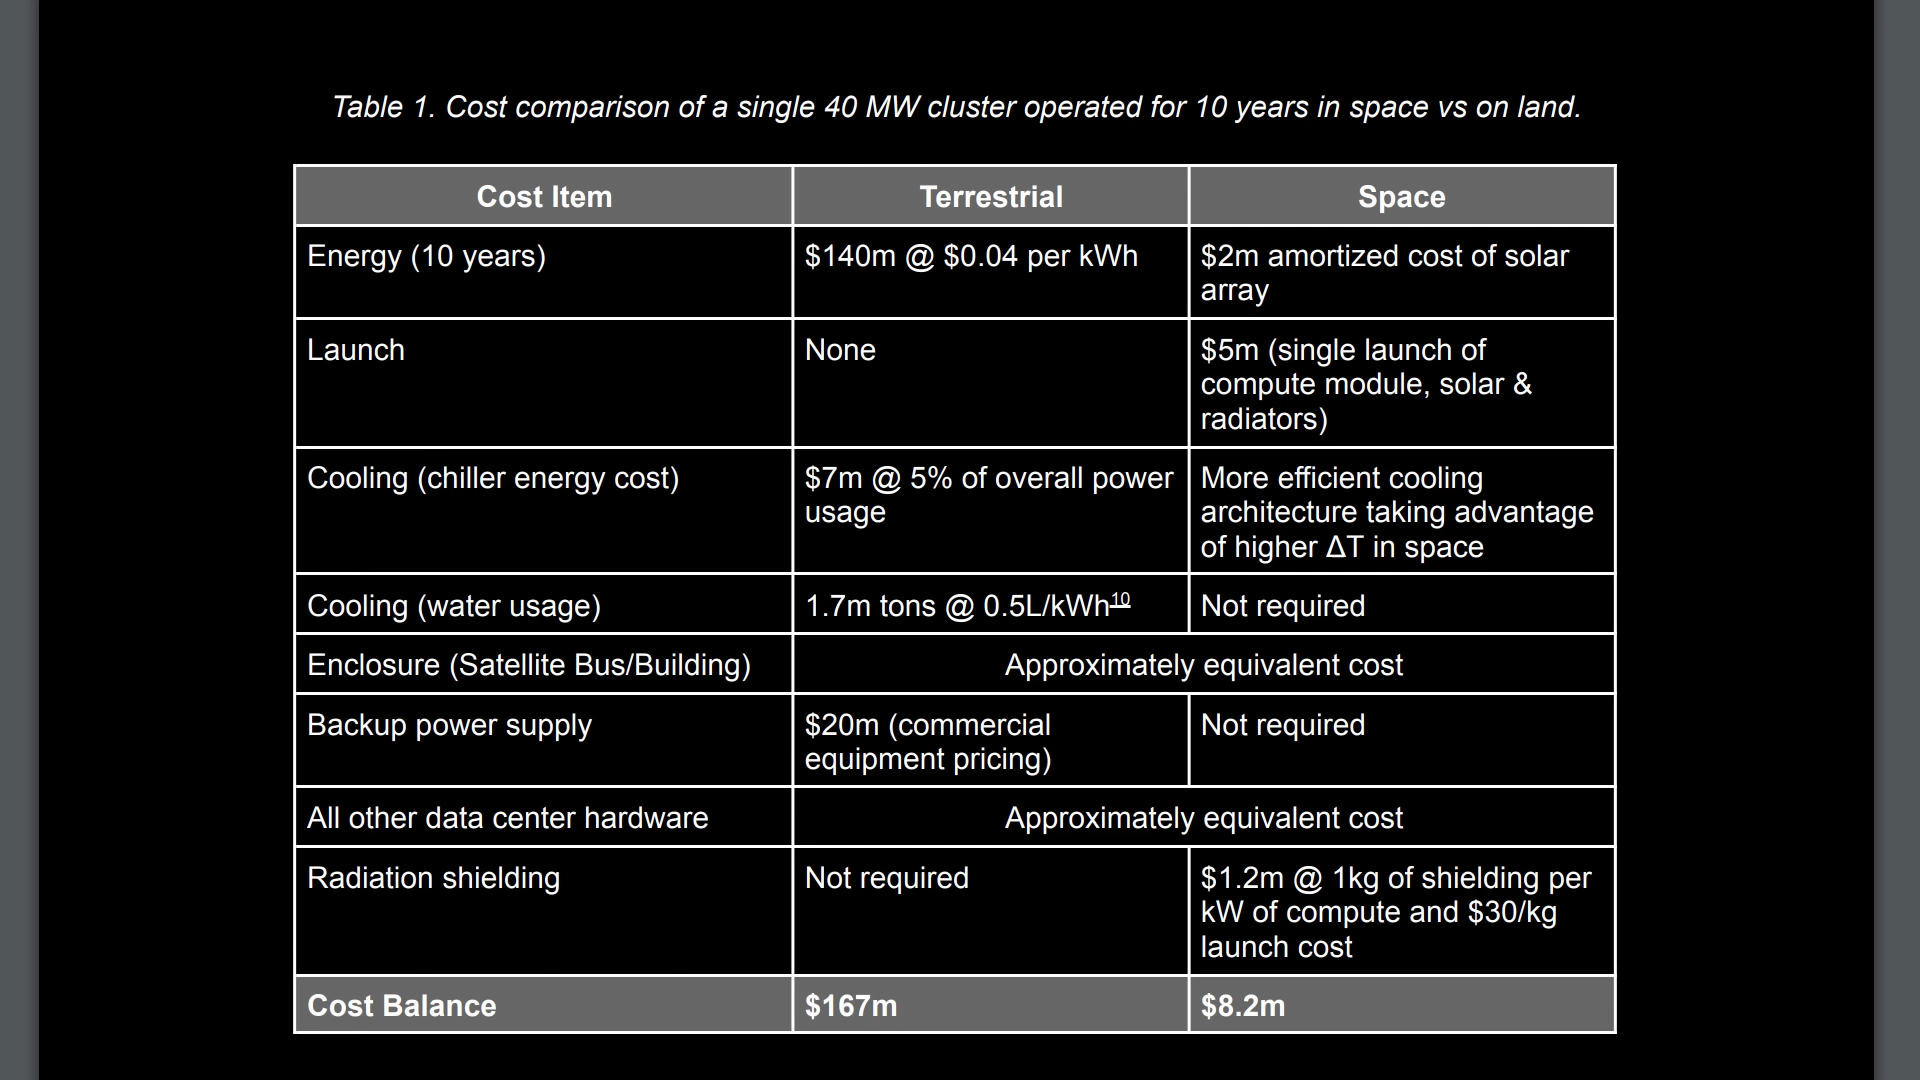 Table 1. Cost comparison of a single 40 MW cluster operated for 10 years in space vs on land.
Cost Item
Terrestrial
Space
Energy (10 years)
$140m @ $0.04 per kWh
$2m amortized cost of solar
array
Launch
None
$5m (single launch of
compute module, solar &
radiators)
Cooling (chiller energy cost)
$7m @ 5% of overall power
usage
More efficient cooling
architecture taking advantage
of higher ΔT in space
Cooling (water usage)
1.7m tons @ 0.5L/kWh10
Not required
Enclosure (Satellite Bus/Building)
Approximately equivalent cost
Backup power supply
$20m (commercial
equipment pricing)
Not required
All other data center hardware
Approximately equivalent cost
Radiation shielding
Not required
$1.2m @ 1kg of shielding per
kW of compute and $30/kg
launch cost
Cost Balance
$167m
$8.2m